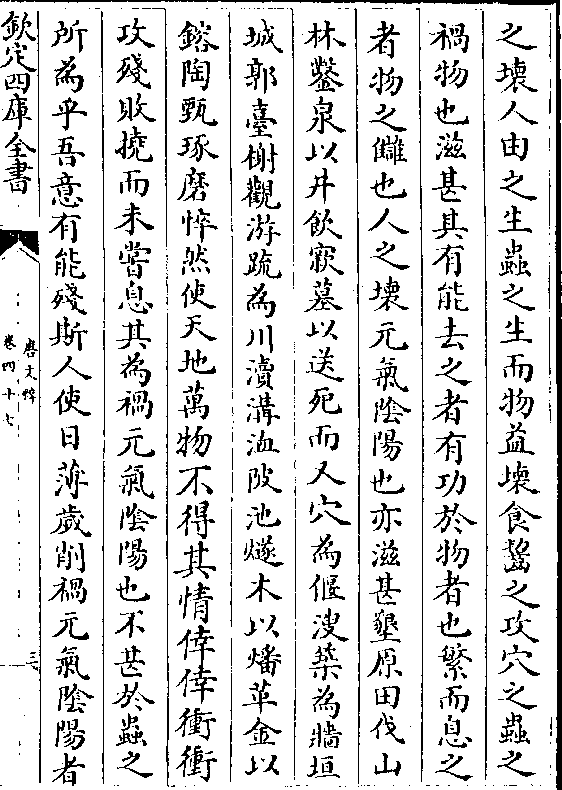 之壊人由之生蟲之生而物益壊食齧之攻穴之蟲之
禍物也滋甚其有能去之者有功於物者也繁而息之
者物之讎也人之壊元氣陰陽也亦滋甚墾原田伐山
林鑿泉以井飲窾墓以送死而又穴為偃溲築為牆垣
城郭臺榭觀游疏為川瀆溝洫陂池燧木以燔革金以
鎔陶甄琢磨悴然使天地萬物不得其情倖倖衝衝
攻殘敗撓而未嘗息其為禍元氣陰陽也不甚於蟲之
所為乎吾意有能殘斯人使日薄歲削禍元氣陰陽者
欽定四庫全書
唐文粹
卷四十七
三